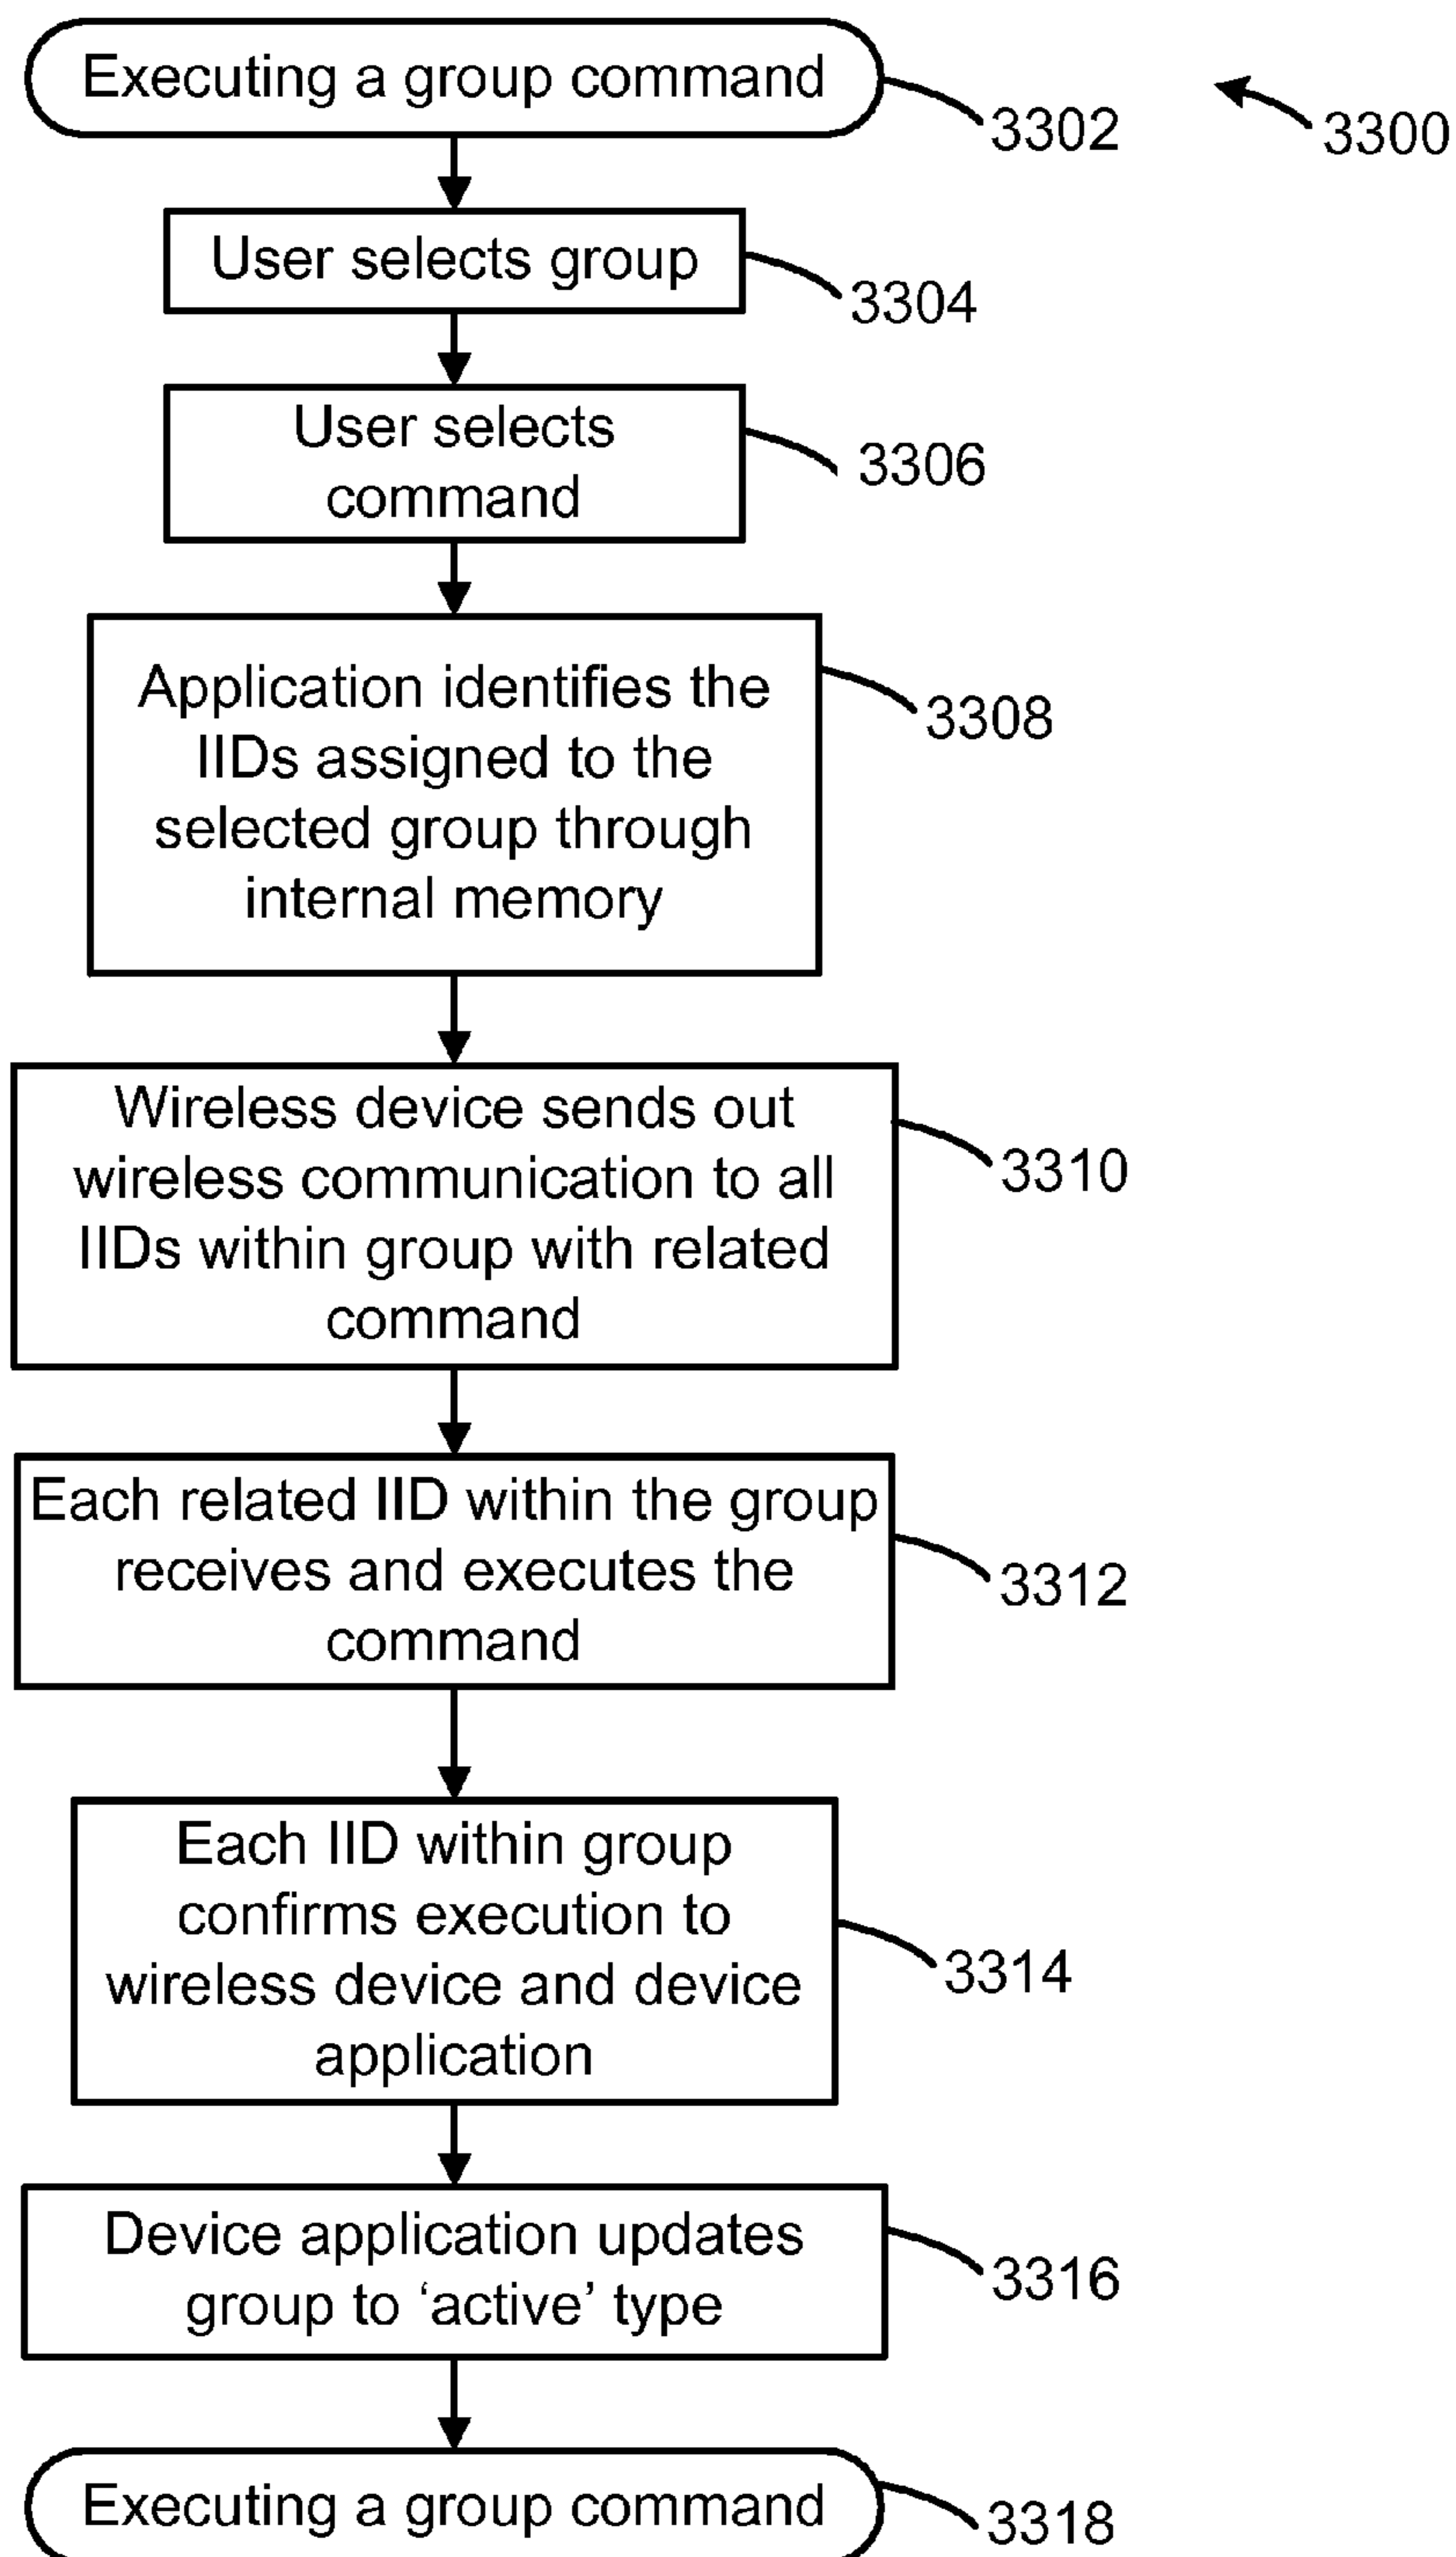 Executing a group command
3302
3300
User selects group
3304
User selects
command
3306
Application identifies the
IIDs assigned to the
selected group through
internal memory
3308
Wireless device sends out
wireless communication to all
IIDs within group with related
command
3310
Each related IID within the group
receives and executes the
command
3312
Each IID within group
confirms execution to
wireless device and device
application
3314
Device application updates
group to ‘active’ type
3316
Executing a group command
3318